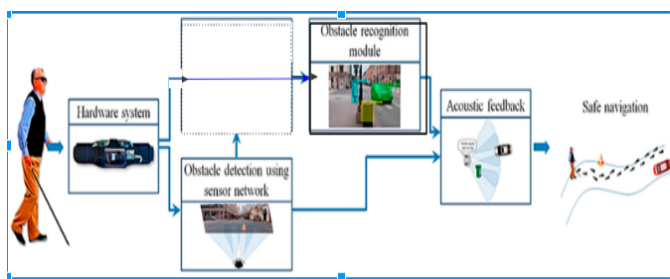 Obstacle recognition
module
Hardware system
Acoustic feedback
Safe navigation
Obstacle detection using
sensor network